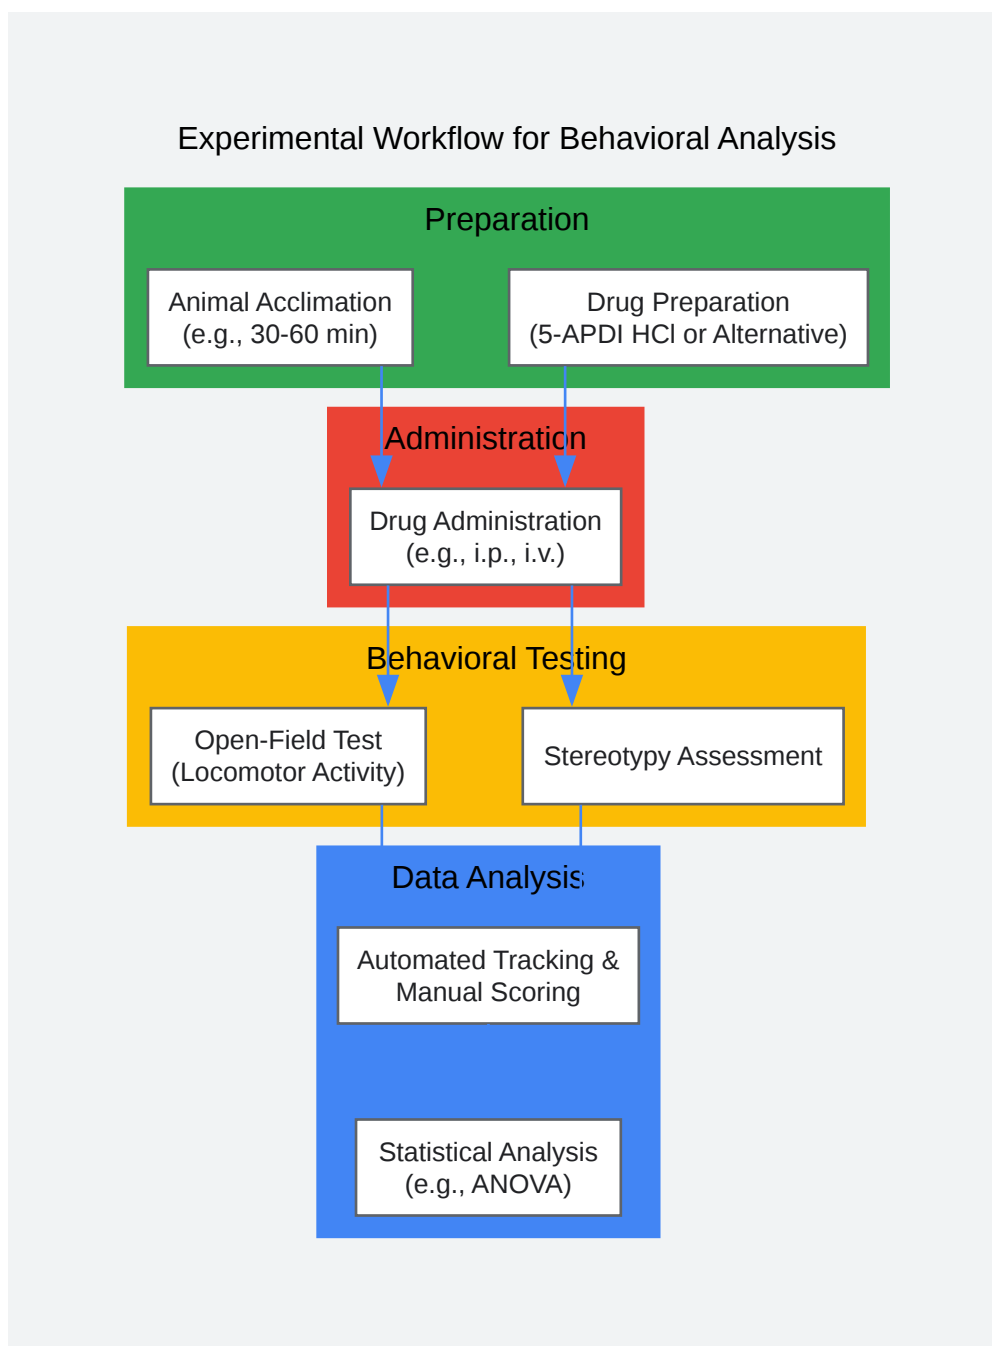 Experimental Workflow for Behavioral Analysis
Preparation
Animal Acclimation
(e.g., 30-60 min)
Drug Preparation
(5-APDI HCl or Alternative)
Administration
Drug Administration
(e.g., i.p., i.v.)
Behavioral Testing
Open-Field Test
(Locomotor Activity)
Stereotypy Assessment
Data Analysis
Automated Tracking &
Manual Scoring
Statistical Analysis
(e.g., ANOVA)